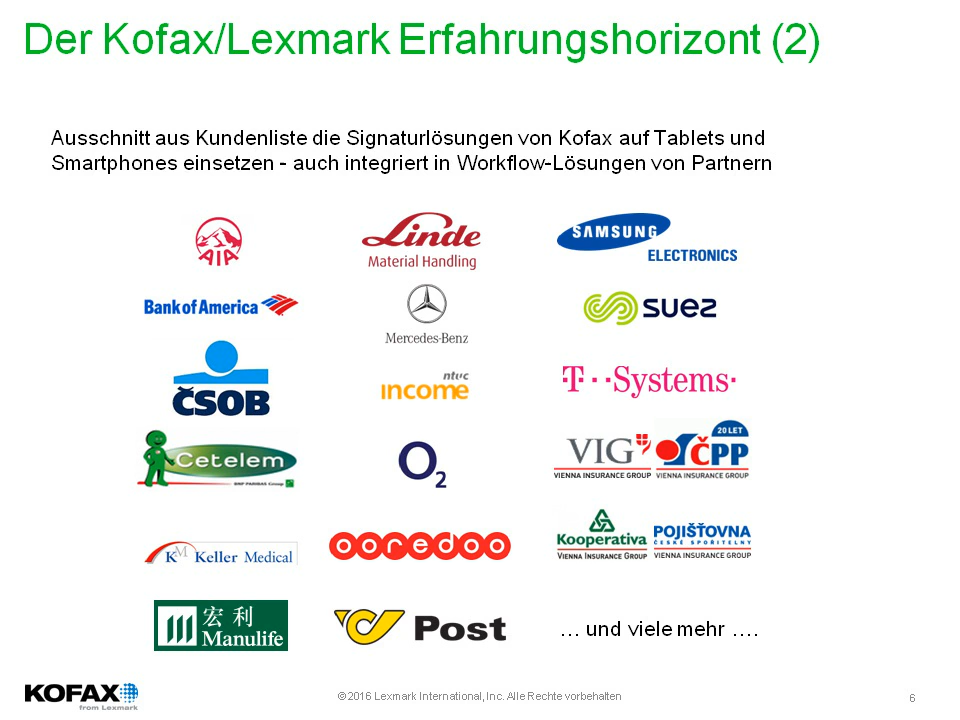 Der Kofax/Lexmark Erfahrungshorizont (2)
Ausschnitt aus Kundenliste die Signaturlösungen von Kofax auf Tablets und
Smartphones einsetzen - auch integriert in Workflow-Lösungen von Partnern
AIA
Linde
Material Handling
SAMSUNG
ELECTRONICS
Bank of America
Mercedes-Benz
suez
ČSOB
ntuc
income
T··Systems·
Cetelem
BNP PARIBAS Group
O2
VIG
VIENNA INSURANCE GROUP
20 LET
ČPP
VIENNA INSURANCE GROUP
KM Keller Medical
ooredoo
Kooperativa
VIENNA INSURANCE GROUP
POJIŠŤOVNA
ČESKÉ SPOŘITELNY
VIENNA INSURANCE GROUP
宏利
Manulife
Post
… und viele mehr ….
KOFAX
from Lexmark
© 2016 Lexmark International, Inc. Alle Rechte vorbehalten
6